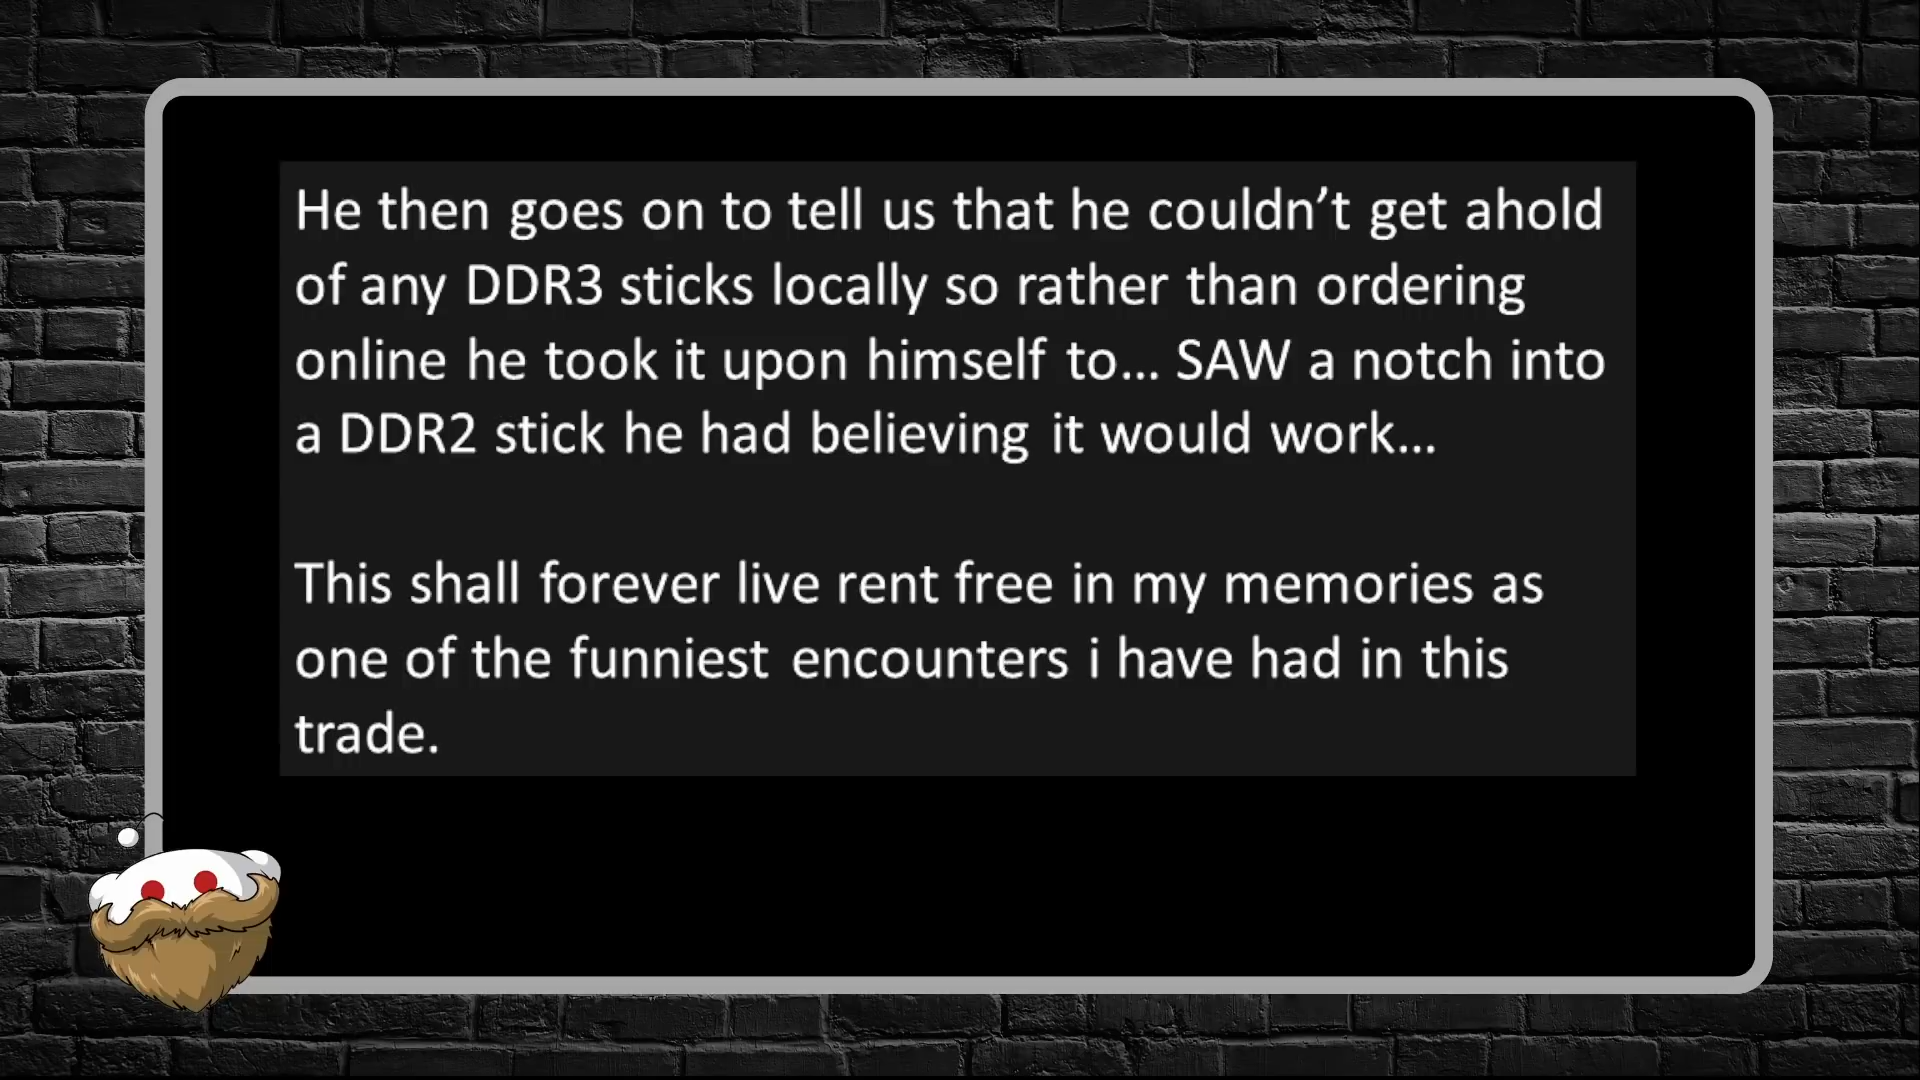 He then goes on to tell us that he couldn’t get ahold
of any DDR3 sticks locally so rather than ordering
online he took it upon himself to... SAW a notch into
a DDR2 stick he had believing it would work...
This shall forever live rent free in my memories as
one of the funniest encounters i have had in this
trade.